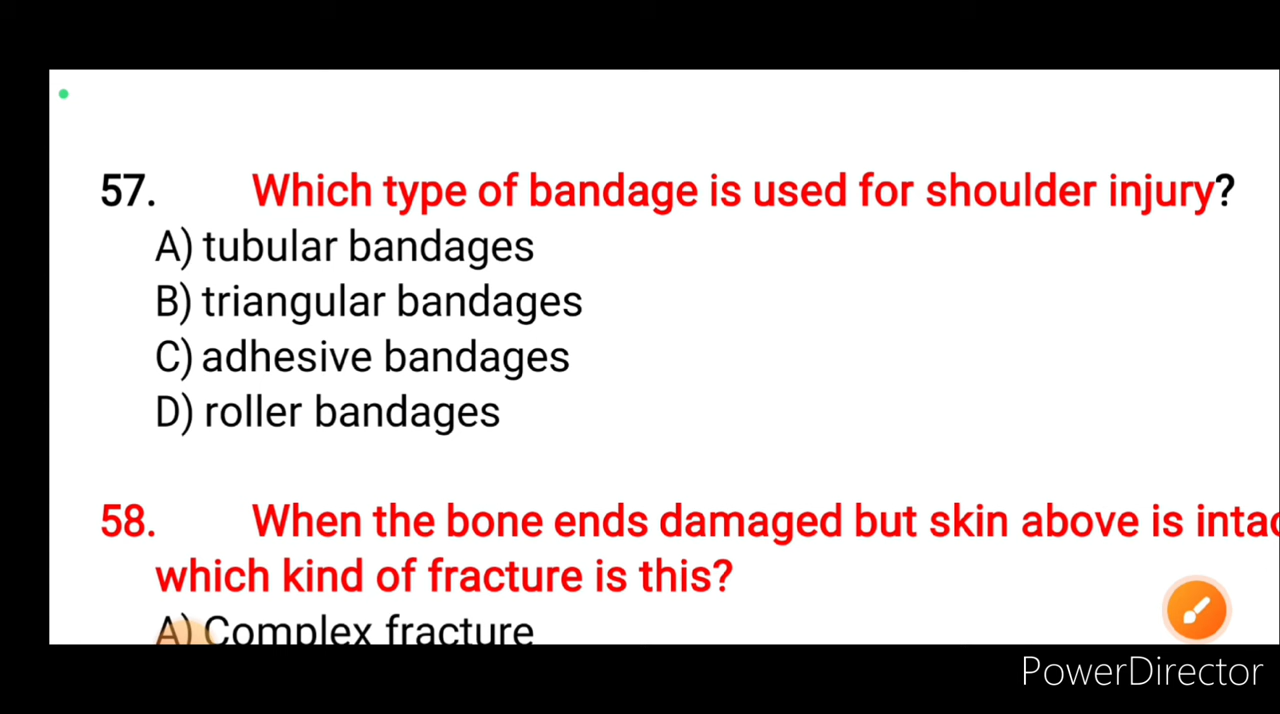 57. Which type of bandage is used for shoulder injury?
A) tubular bandages
B) triangular bandages
C) adhesive bandages
D) roller bandages
58. When the bone ends damaged but skin above is
which kind of fracture is this?
A) Complex fracture
PowerDirector